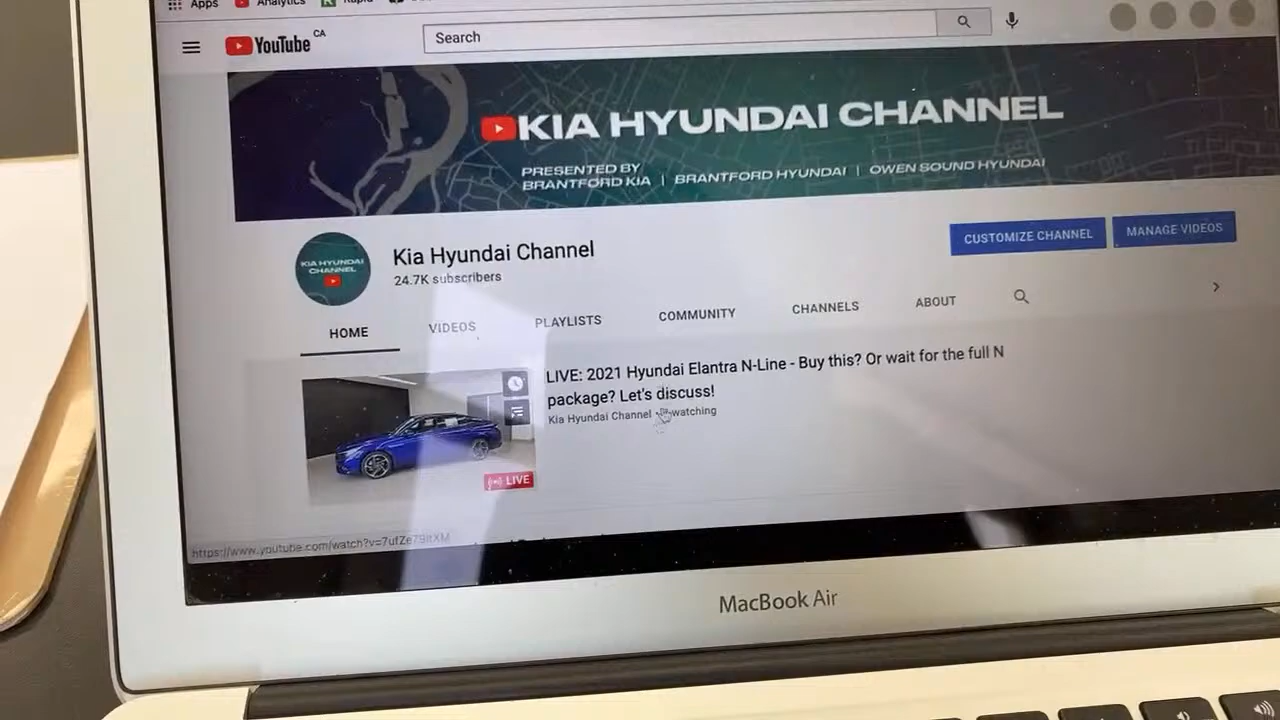 Apps Analytics Rapid
YouTube CA
Search
KIA HYUNDAI CHANNEL
PRESENTED BY
BRANTFORD KIA | BRANTFORD HYUNDAI | OWEN SOUND HYUNDAI
KIA HYUNDAI
CHANNEL
Kia Hyundai Channel
24.7K subscribers
CUSTOMIZE CHANNEL
MANAGE VIDEOS
HOME VIDEOS PLAYLISTS COMMUNITY CHANNELS ABOUT
LIVE: 2021 Hyundai Elantra N-Line - Buy this? Or wait for the full N
package? Let's discuss!
Kia Hyundai Channel watching
LIVE
MacBook Air